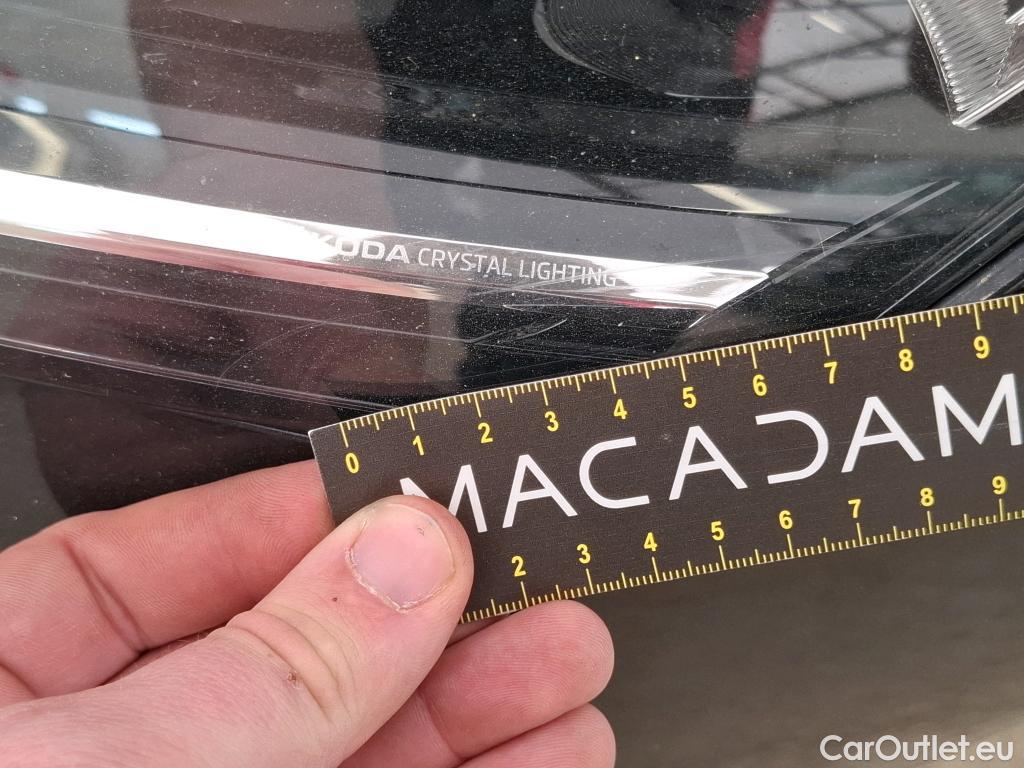 ŠKODA CRYSTAL LIGHTING
0 1 2 3 4 5 6 7 8 9
MACADAM
2 3 4 5 6 7 8 9
CarOutlet.eu